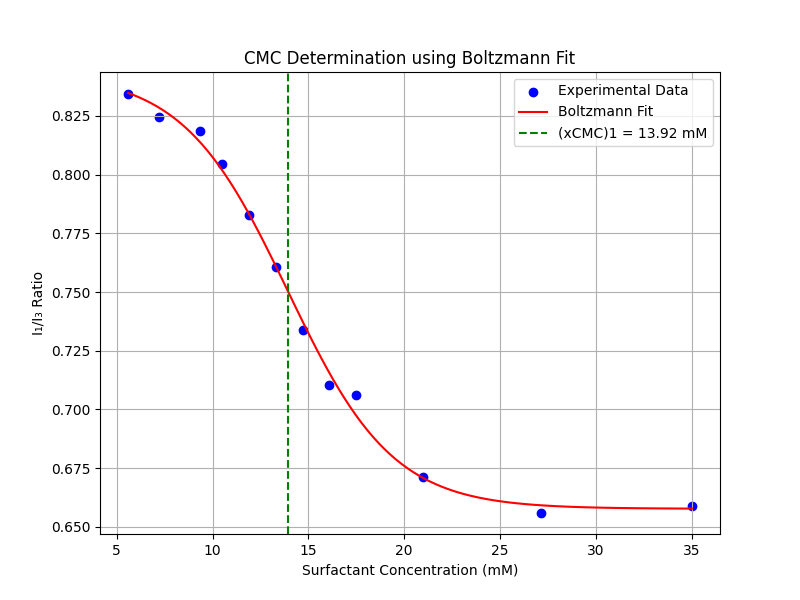 CMC Determination using Boltzmann Fit
Experimental Data
Boltzmann Fit
(xCMC)1 = 13.92 mM
0.825
0.800
0.775
0.750
0.725
0.700
0.675
0.650
I₁/I₃ Ratio
5
10
15
20
25
30
35
Surfactant Concentration (mM)